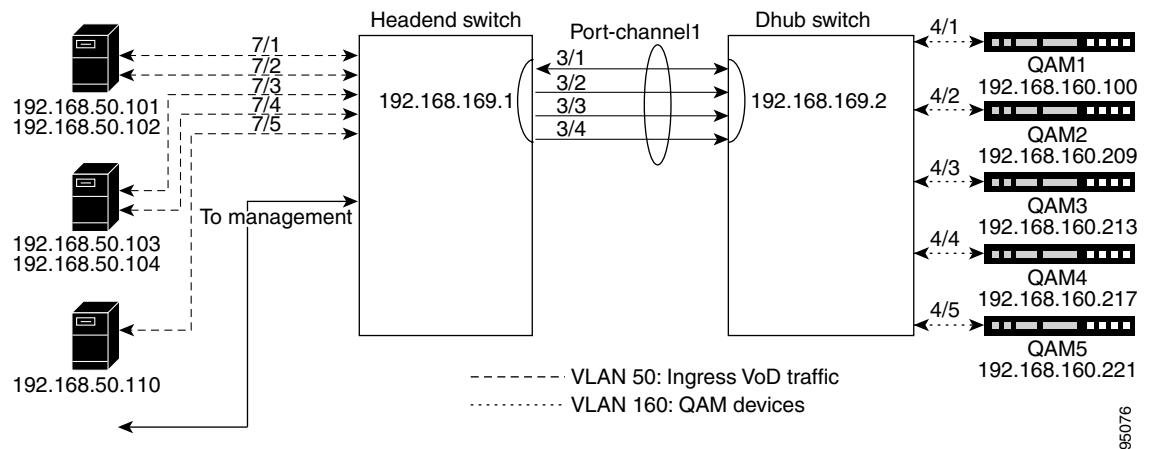 Headend switch
Port-channel1
Dhub switch
7/1
7/2
7/3
7/4
7/5
192.168.50.101
192.168.50.102
192.168.50.103
192.168.50.104
192.168.50.110
To management
192.168.169.1
3/1
3/2
3/3
3/4
192.168.169.2
4/1
QAM1
192.168.160.100
4/2
QAM2
192.168.160.209
4/3
QAM3
192.168.160.213
4/4
QAM4
192.168.160.217
4/5
QAM5
192.168.160.221
VLAN 50: Ingress VoD traffic
VLAN 160: QAM devices
95076